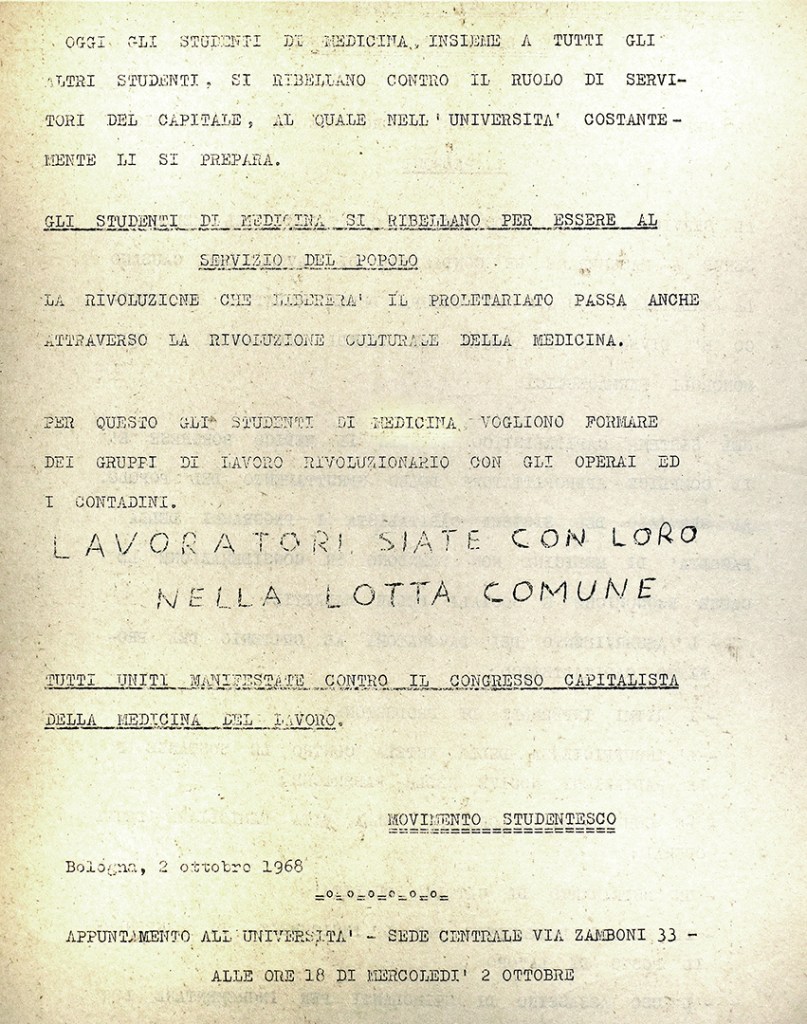 OGGI GLI STUDENTI DI MEDICINA, INSIEME A TUTTI GLI
ALTRI STUDENTI, SI RIBELLANO CONTRO IL RUOLO DI SERVI-
TORI DEL CAPITALE, AL QUALE NELL'UNIVERSITA' COSTANTE-
MENTE LI SI PREPARA.
GLI STUDENTI DI MEDICINA SI RIBELLANO PER ESSERE AL
SERVIZIO DEL POPOLO
LA RIVOLUZIONE CHE LIBERERA' IL PROLETARIATO PASSA ANCHE
ATTRAVERSO LA RIVOLUZIONE CULTURALE DELLA MEDICINA.
PER QUESTO GLI STUDENTI DI MEDICINA VOGLIONO FORMARE
DEI GRUPPI DI LAVORO RIVOLUZIONARIO CON GLI OPERAI ED
I CONTADINI.
LAVORATORI SIATE CON LORO
NELLA LOTTA COMUNE
TUTTI UNITI MANIFESTATE CONTRO IL CONGRESSO CAPITALISTA
DELLA MEDICINA DEL LAVORO.
MOVIMENTO STUDENTESCO
Bologna, 2 ottobre 1968
=o=o=o=o=o=o=
APPUNTAMENTO ALL'UNIVERSITA' - SEDE CENTRALE VIA ZAMBONI 33 -
ALLE ORE 18 DI MERCOLEDI' 2 OTTOBRE